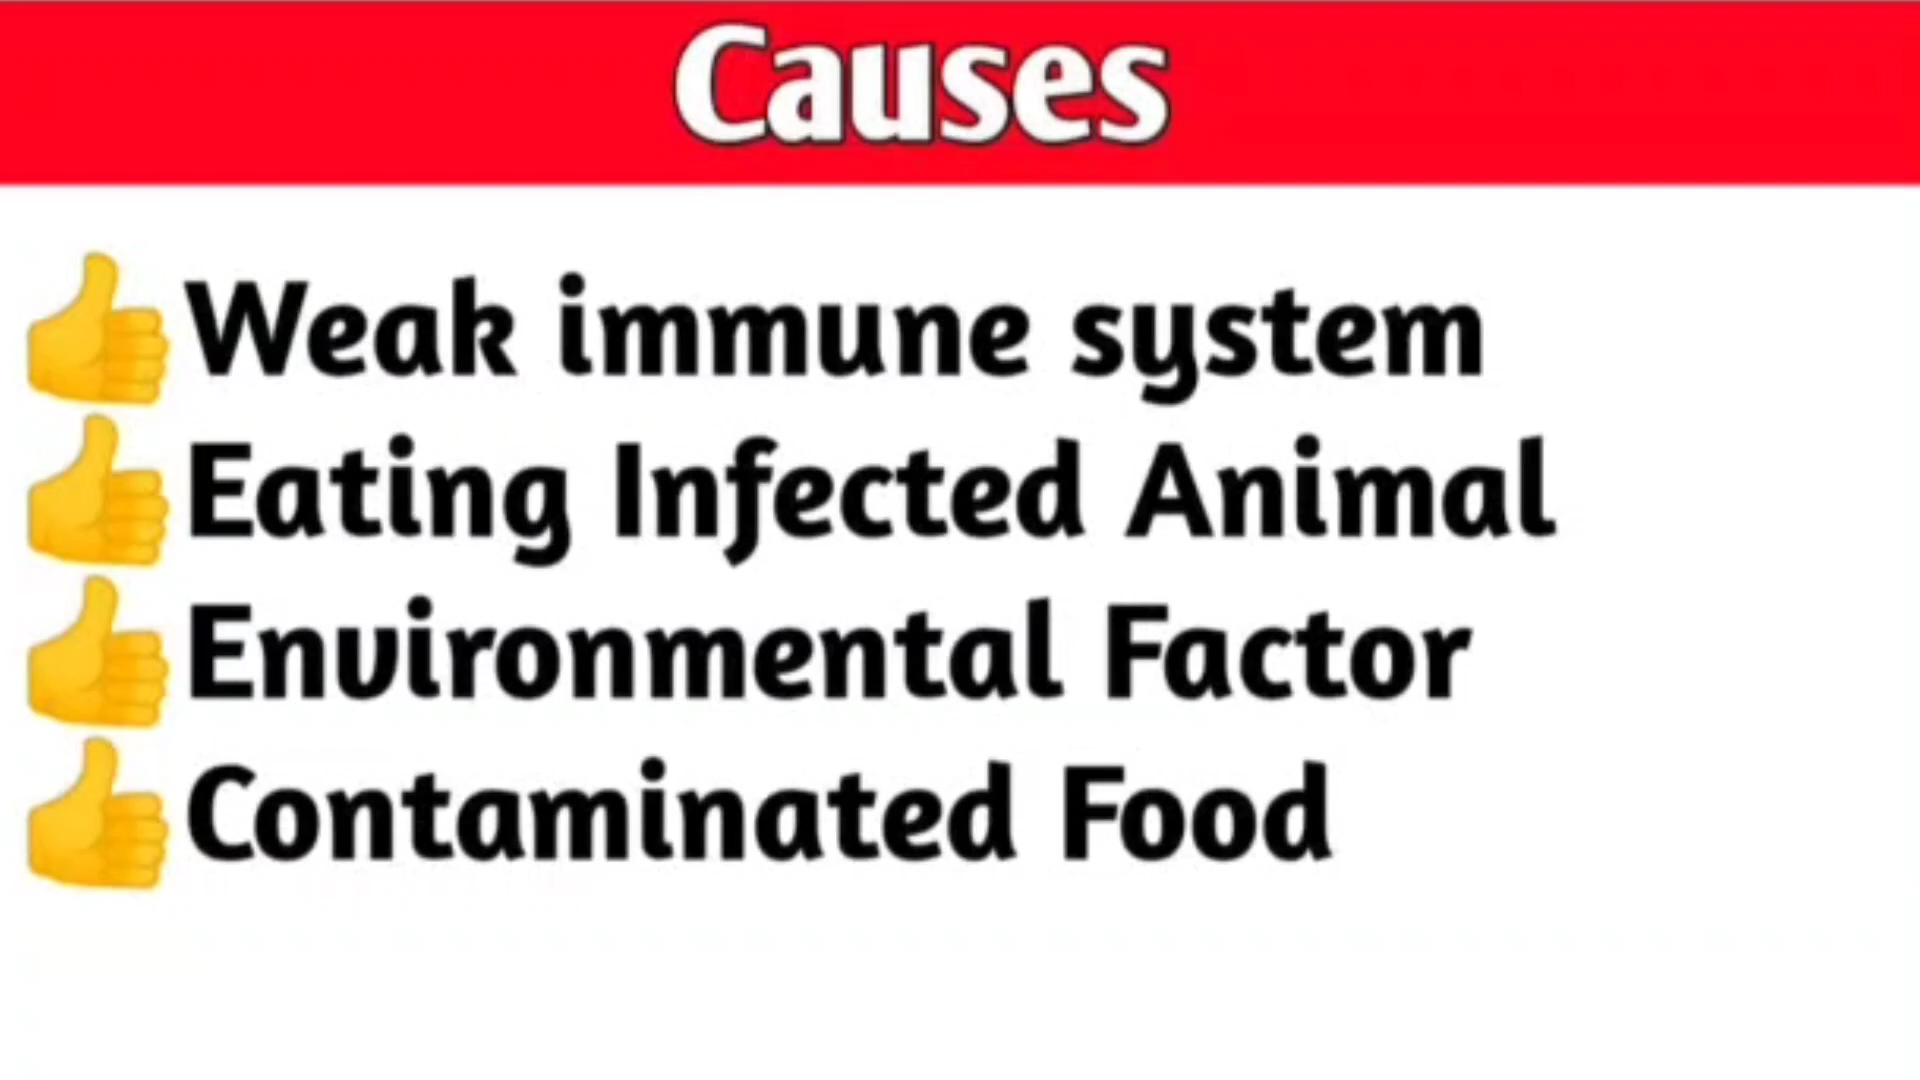 Causes
👍Weak immune system
👍Eating Infected Animal
👍Environmental Factor
👍Contaminated Food